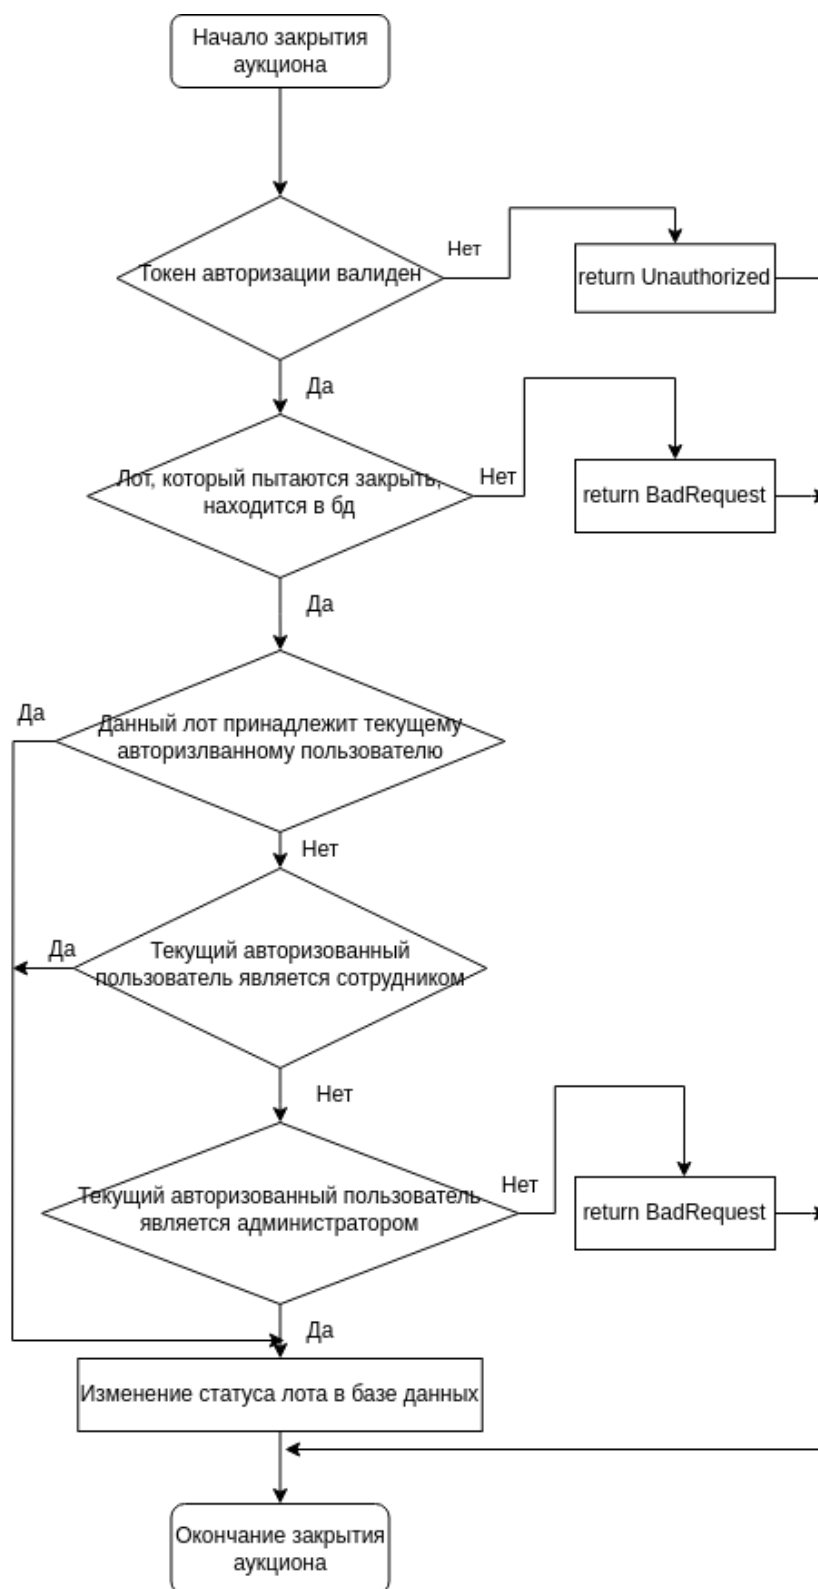 Начало закрытия
аукциона
Токен авторизации валиден
Нет
return Unauthorized
Да
Лот, который пытаются закрыть,
находится в бд
Нет
return BadRequest
Да
Данный лот принадлежит текущему
авторизлванному пользователю
Да
Нет
Текущий авторизованный
пользователь является сотрудником
Да
Нет
Текущий авторизованный пользователь
является администратором
Нет
return BadRequest
Да
Изменение статуса лота в базе данных
Окончание закрытия
аукциона